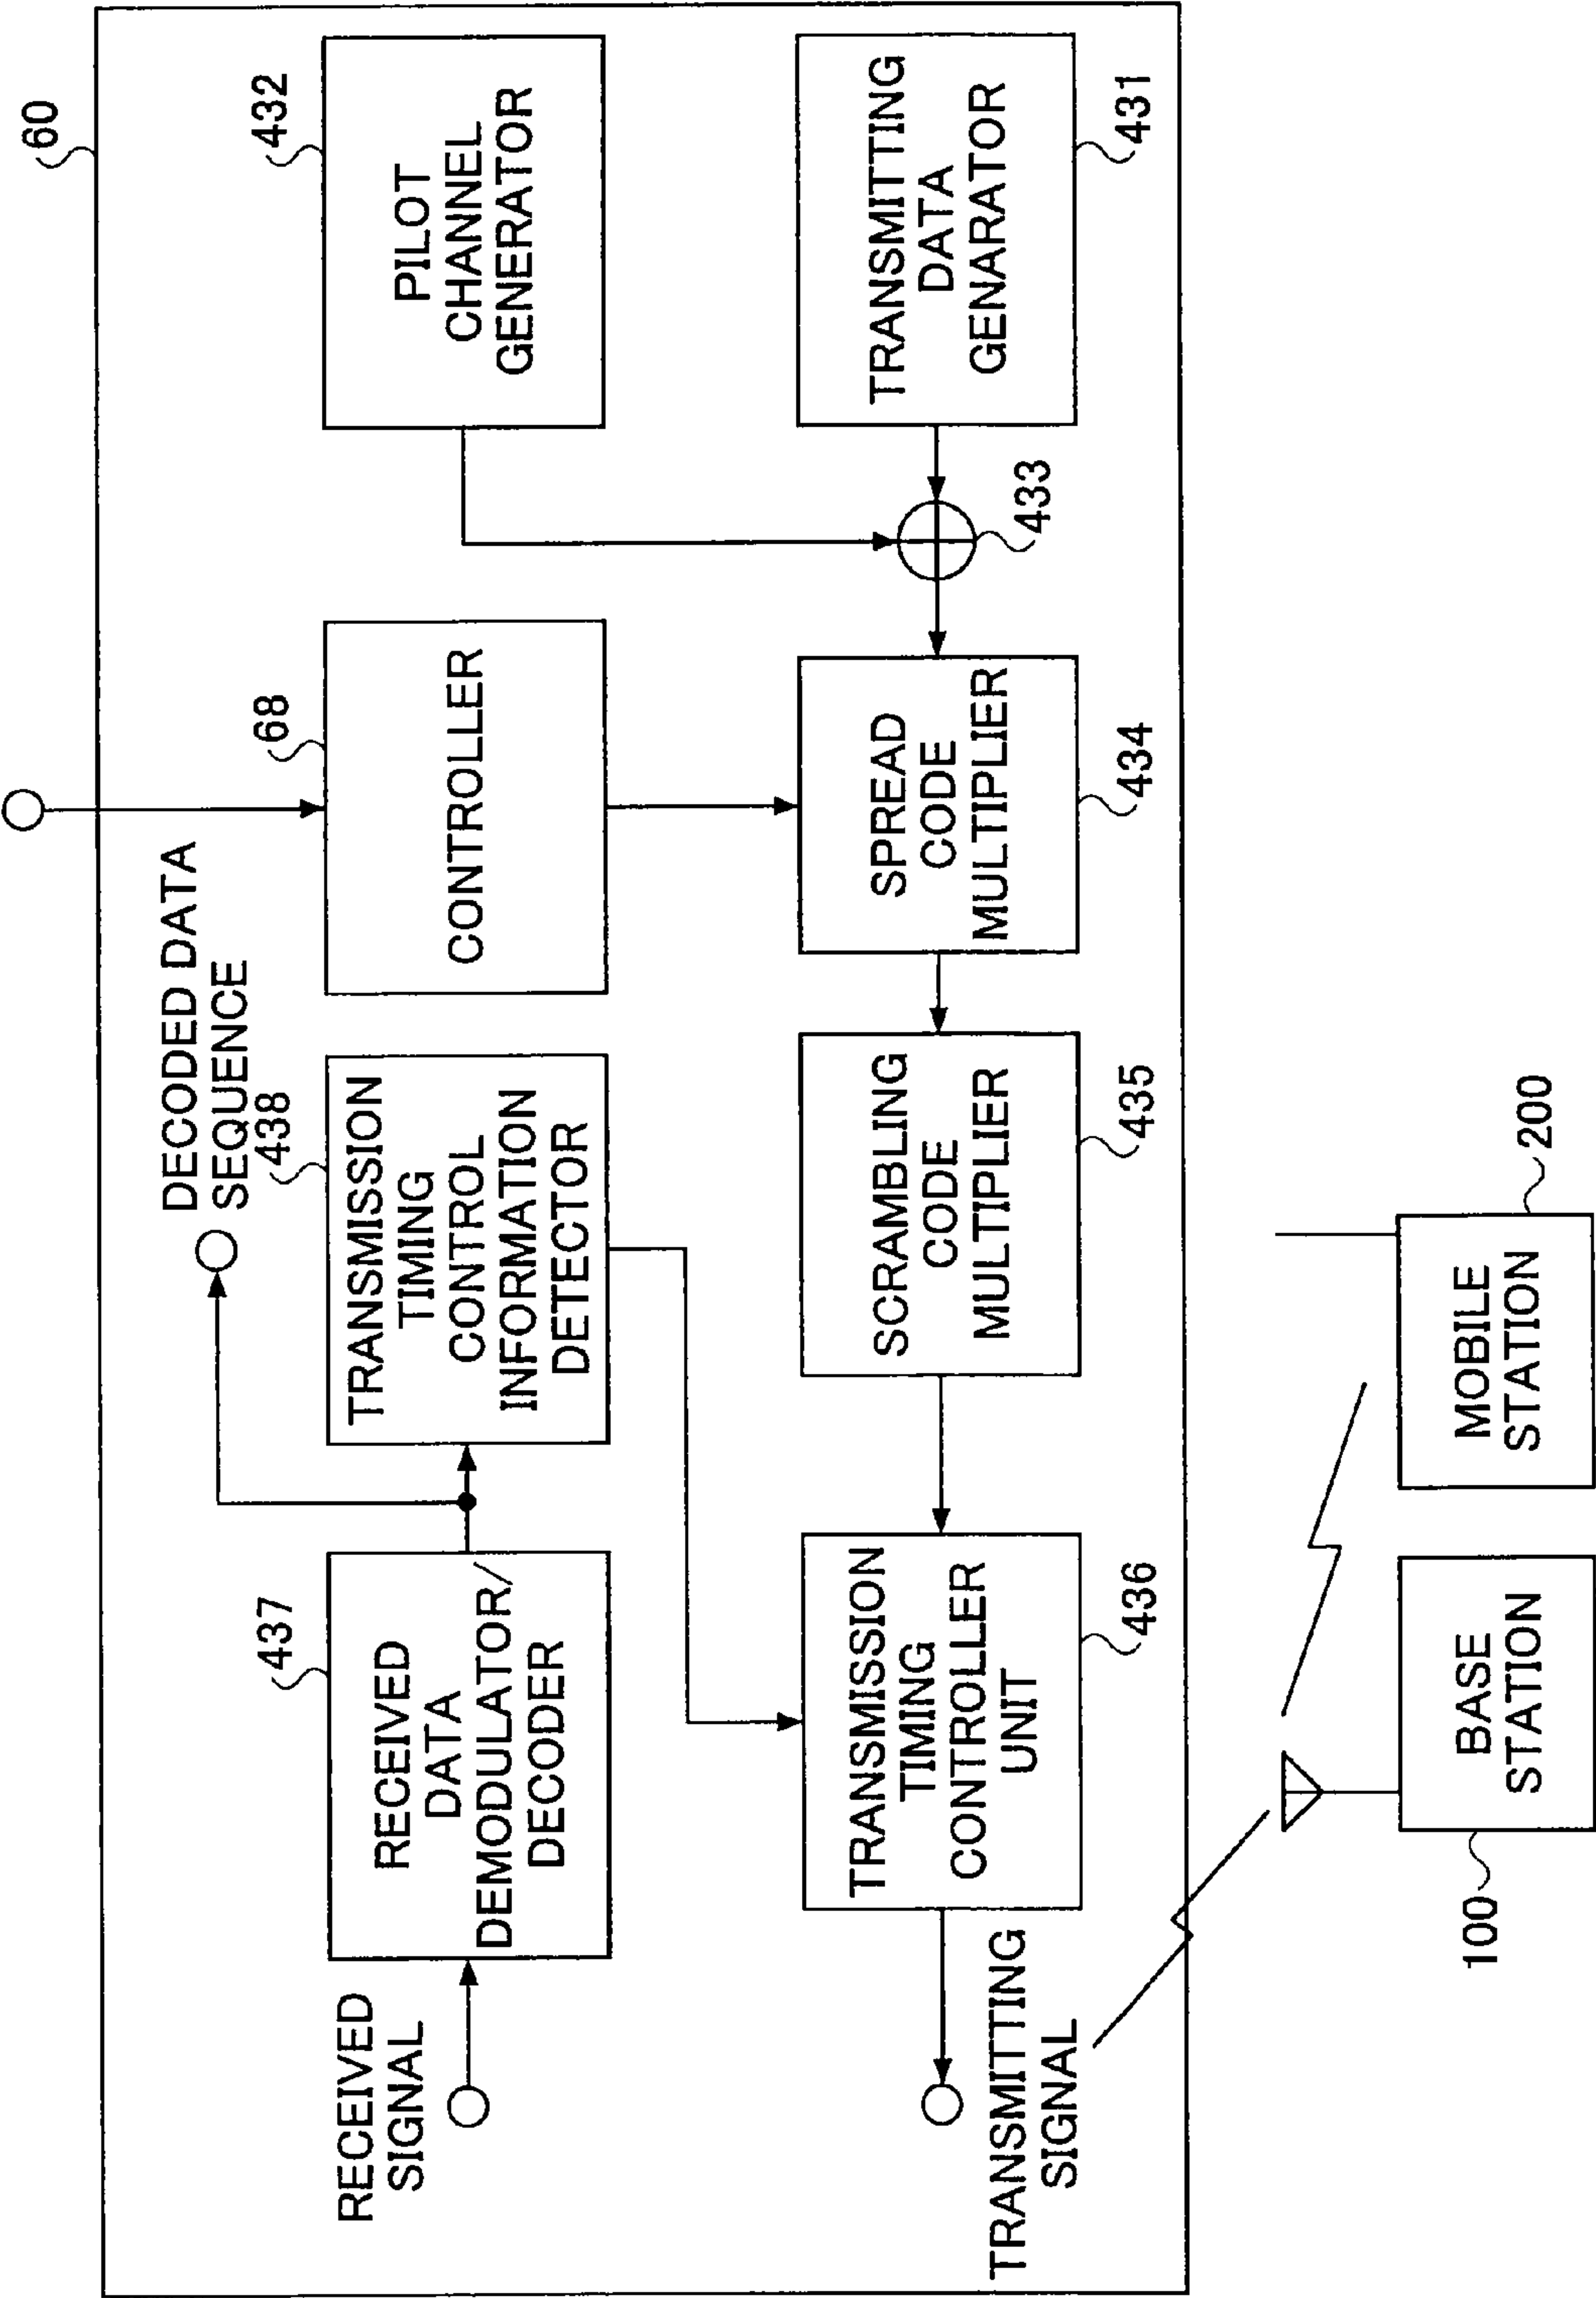 60
DECODED DATA
SEQUENCE
RECEIVED
SIGNAL
437
RECEIVED
DATA
DEMODULATOR/
DECODER
438
TRANSMISSION
TIMING
CONTROL
INFORMATION
DETECTOR
68
CONTROLLER
432
PILOT
CHANNEL
GENERATOR
TRANSMITTING
SIGNAL
TRANSMISSION
TIMING
CONTROLLER
UNIT
436
SCRAMBLING
CODE
MULTIPLIER
435
SPREAD
CODE
MULTIPLIER
434
433
TRANSMITTING
DATA
GENARATOR
431
100
BASE
STATION
MOBILE
STATION
200